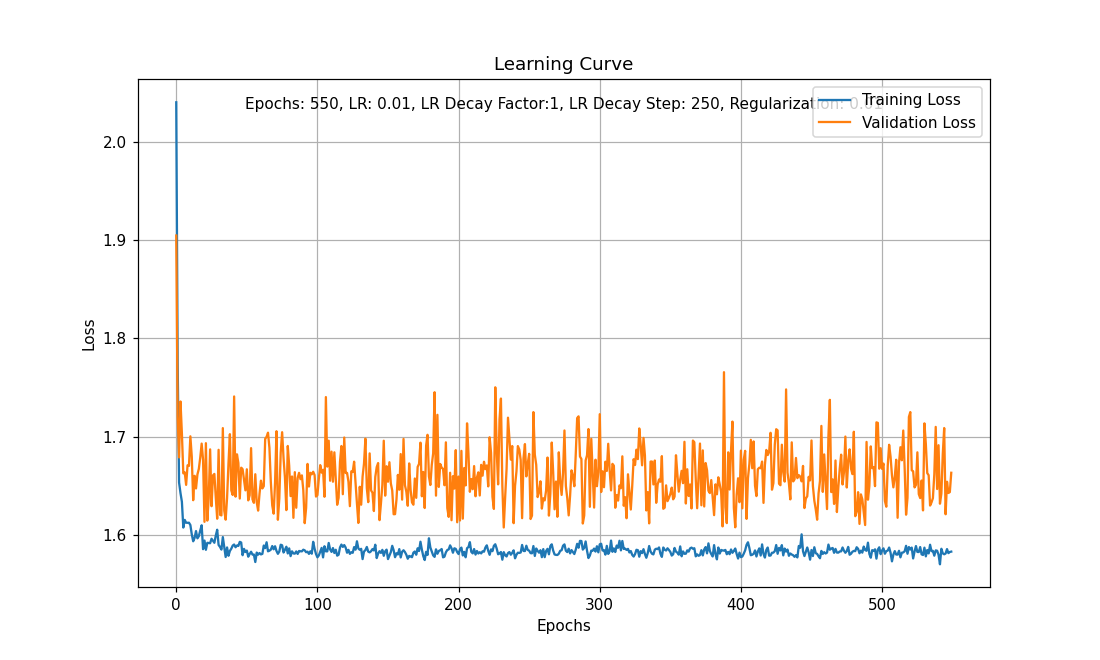 Learning Curve
Epochs: 550, LR: 0.01, LR Decay Factor:1, LR Decay Step: 250, Regularization: 0.01
Training Loss
Validation Loss
2.0
1.9
1.8
1.7
1.6
Loss
0 100 200 300 400 500
Epochs